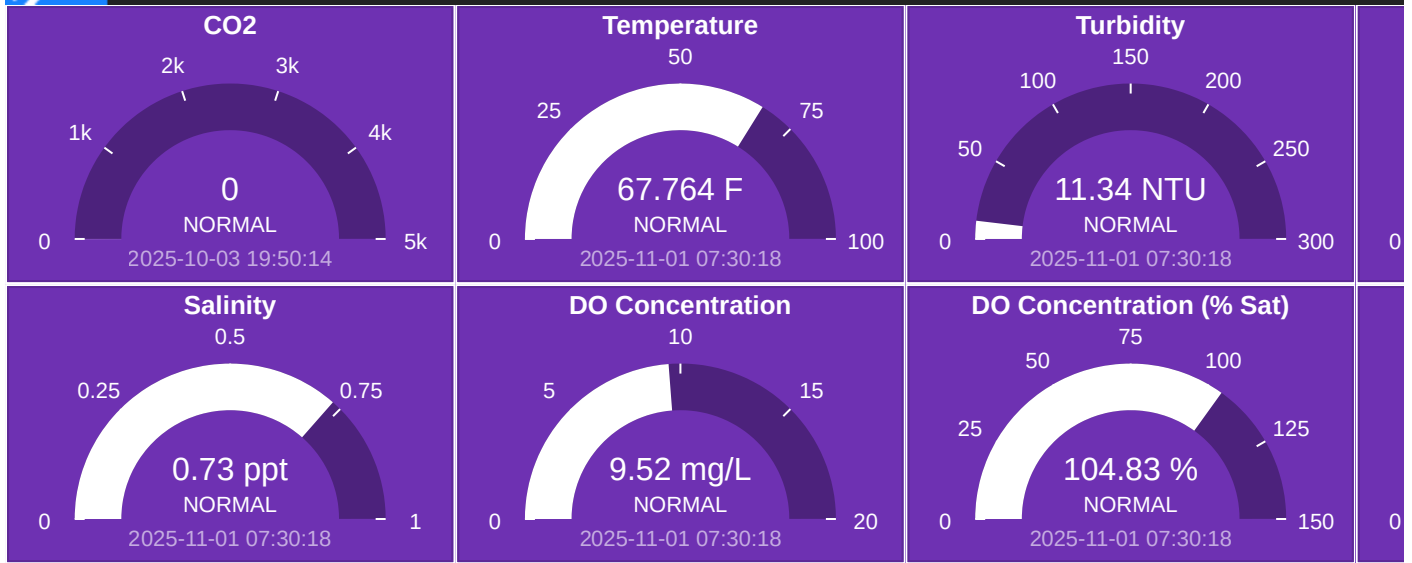 CO2
0
1k
2k
3k
4k
5k
0
NORMAL
2025-10-03 19:50:14
Temperature
0
25
50
75
100
67.764 F
NORMAL
2025-11-01 07:30:18
Turbidity
0
50
100
150
200
250
300
11.34 NTU
NORMAL
2025-11-01 07:30:18
0
Salinity
0
0.25
0.5
0.75
1
0.73 ppt
NORMAL
2025-11-01 07:30:18
DO Concentration
0
5
10
15
20
9.52 mg/L
NORMAL
2025-11-01 07:30:18
DO Concentration (% Sat)
0
25
50
75
100
125
150
104.83 %
NORMAL
2025-11-01 07:30:18
0